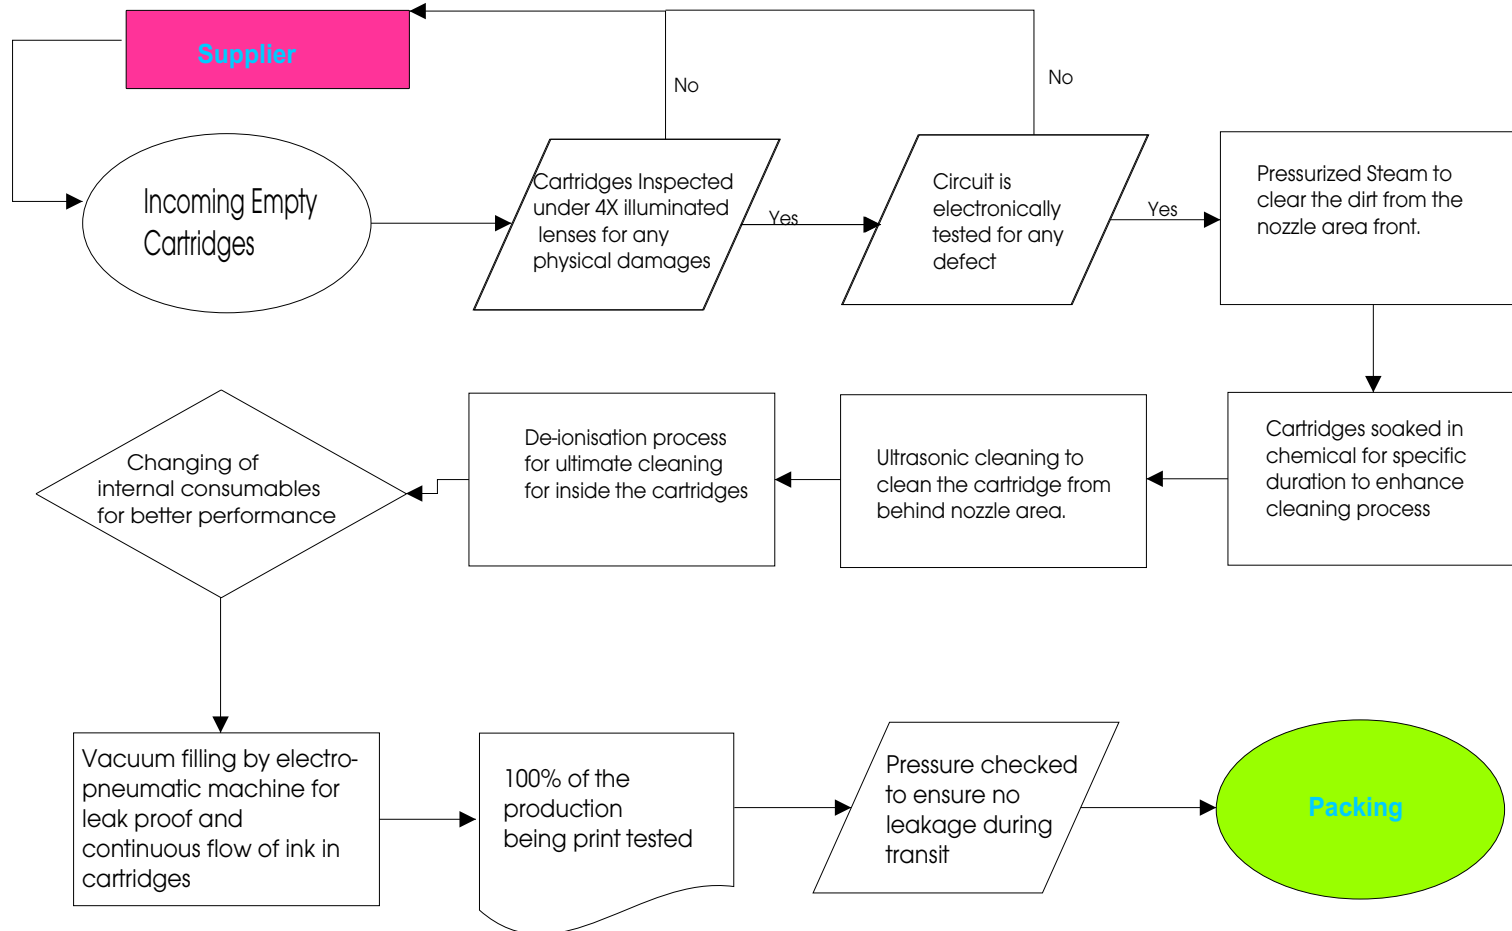 Supplier
No
No
Incoming Empty
Cartridges
Cartridges Inspected
under 4X illuminated
lenses for any
physical damages
Yes
Circuit is
electronically
tested for any
defect
Yes
Pressurized Steam to
clear the dirt from the
nozzle area front.
Cartridges soaked in
chemical for specific
duration to enhance
cleaning process
Ultrasonic cleaning to
clean the cartridge from
behind nozzle area.
De-ionisation process
for ultimate cleaning
for inside the cartridges
Changing of
internal consumables
for better performance
Vacuum filling by electro-
pneumatic machine for
leak proof and
continuous flow of ink in
cartridges
100% of the
production
being print tested
Pressure checked
to ensure no
leakage during
transit
Packing